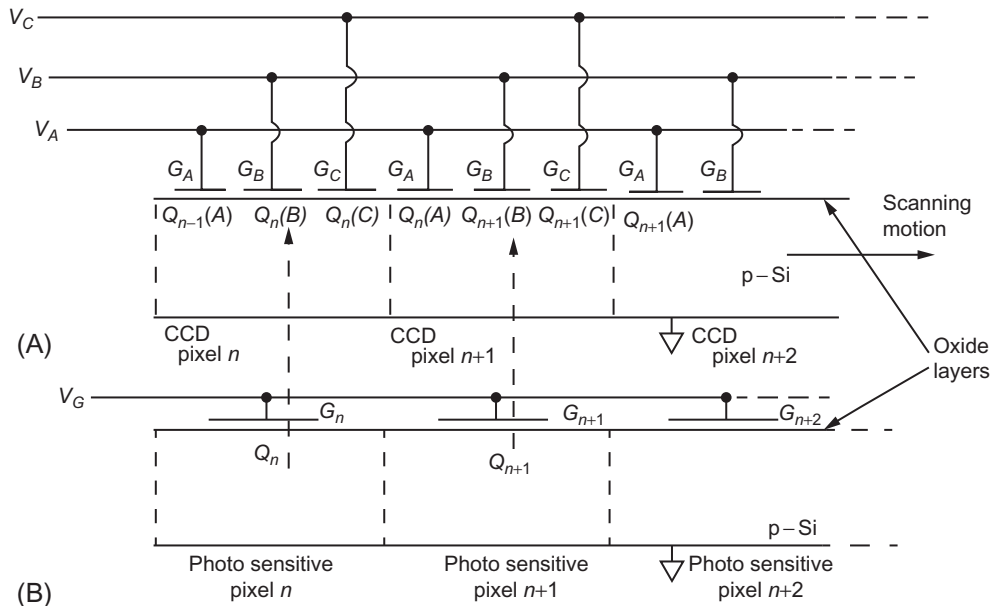 V_C
V_B
V_A
G_A G_B G_C G_A G_B G_C G_A G_B
Q_{n−1}(A) Q_n(B) Q_n(C) Q_n(A) Q_{n+1}(B) Q_{n+1}(C) Q_{n+1}(A)
Scanning
motion
p−Si
(A)
CCD
pixel n
CCD
pixel n+1
CCD
pixel n+2
Oxide
layers
V_G
G_n G_{n+1} G_{n+2}
Q_n Q_{n+1}
p−Si
Photo sensitive
pixel n
Photo sensitive
pixel n+1
Photo sensitive
pixel n+2
(B)